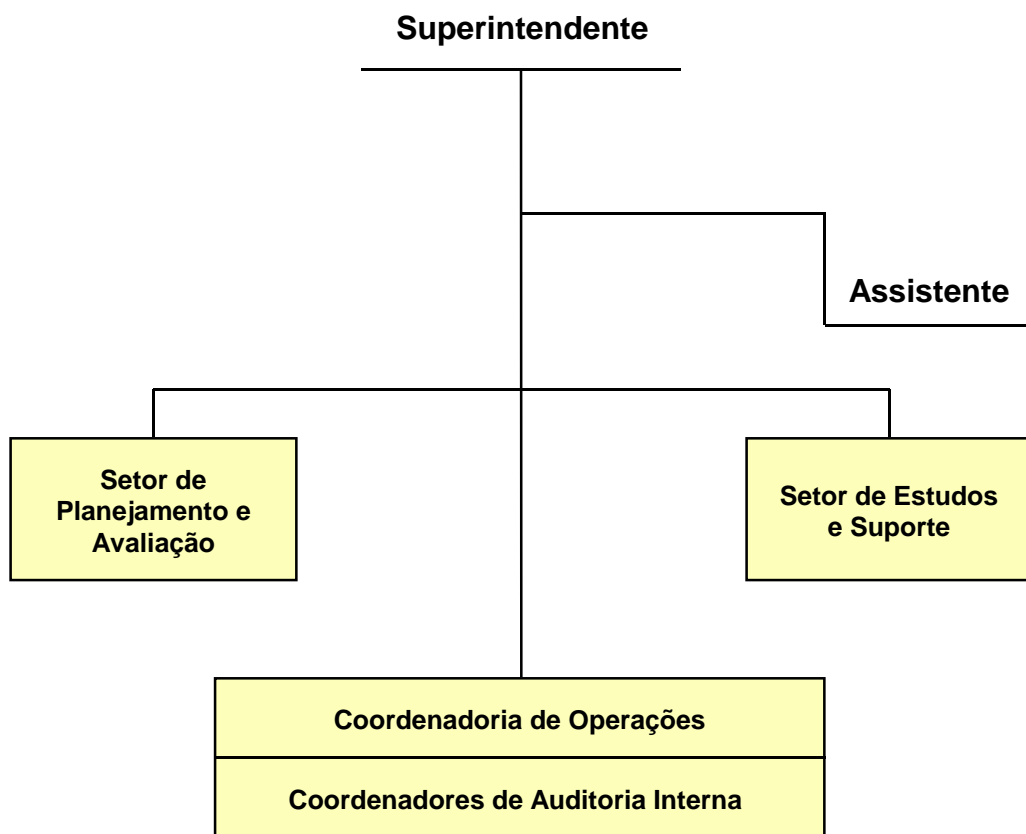 Superintendente
Assistente
Setor de
Planejamento e
Avaliação
Setor de Estudos
e Suporte
Coordenadoria de Operações
Coordenadores de Auditoria Interna